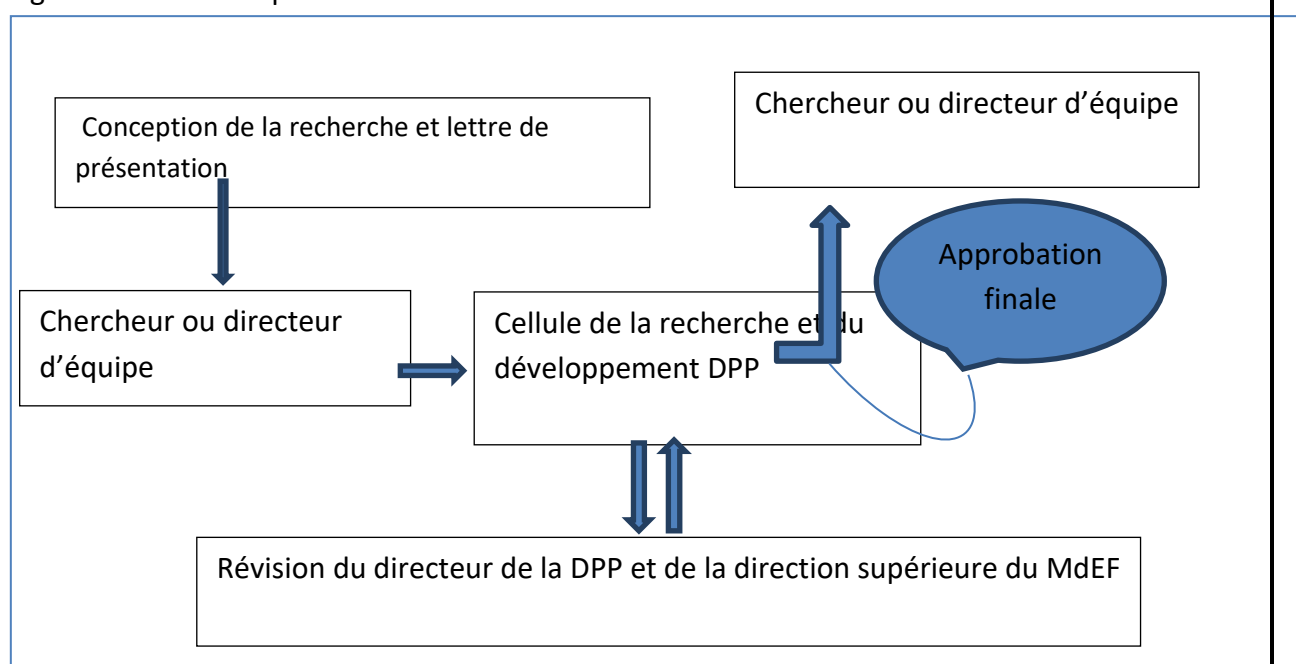 Conception de la recherche et lettre de
présentation
Chercheur ou directeur d’équipe
Approbation
finale
Chercheur ou directeur
d’équipe
Cellule de la recherche et du
développement DPP
Révision du directeur de la DPP et de la direction supérieure du MdEF